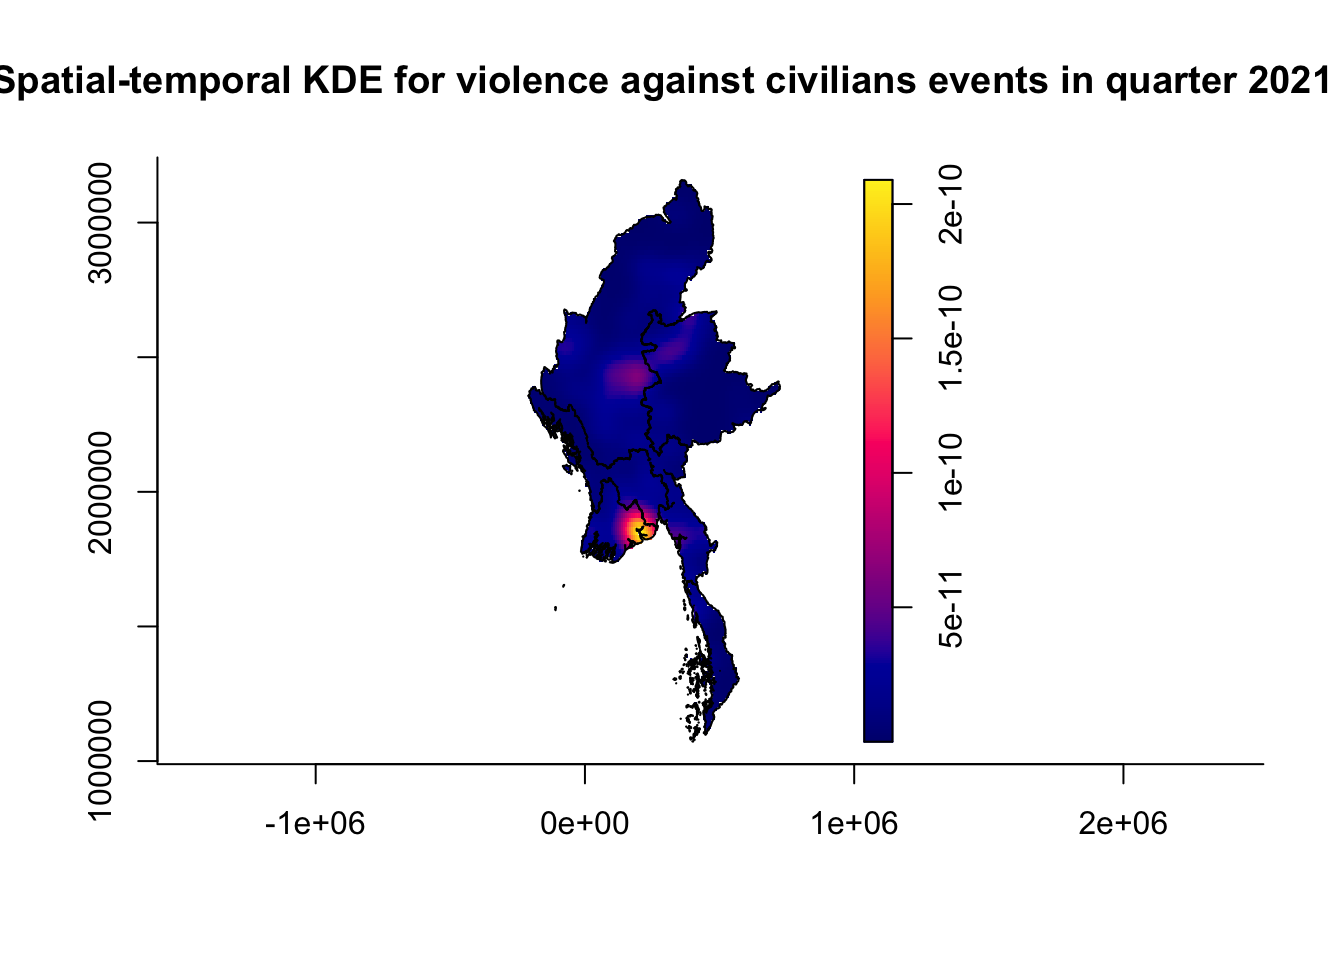 Spatial-temporal KDE for violence against civilians events in quarter 2021
3000000
2000000
1000000
-1e+06
0e+00
1e+06
2e+06
2e-10
1.5e-10
1e-10
5e-11